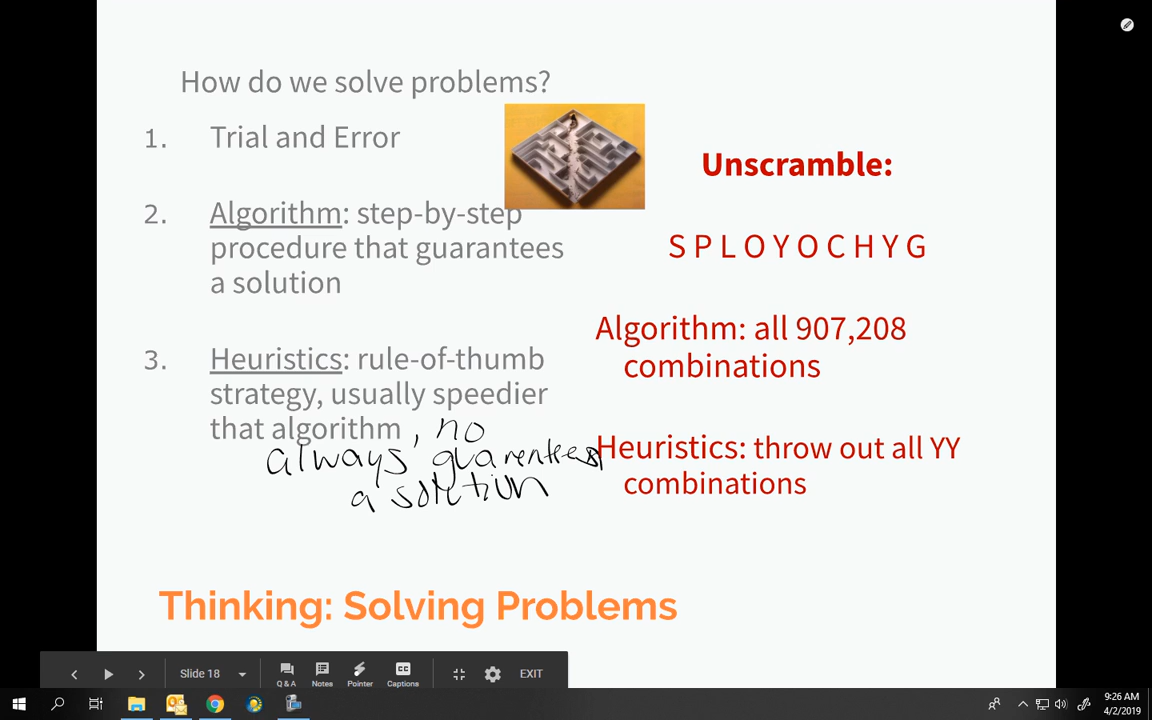 How do we solve problems?
1. Trial and Error
2. Algorithm: step-by-step
procedure that guarantees
a solution
3. Heuristics: rule-of-thumb
strategy, usually speedier
that algorithm , no
always guarenteed
a solution
Unscramble:
S P L O Y O C H Y G
Algorithm: all 907,208
combinations
Heuristics: throw out all YY
combinations
Thinking: Solving Problems
Slide 18
Q & A
Notes
Pointer
Captions
EXIT
9:26 AM
4/2/2019